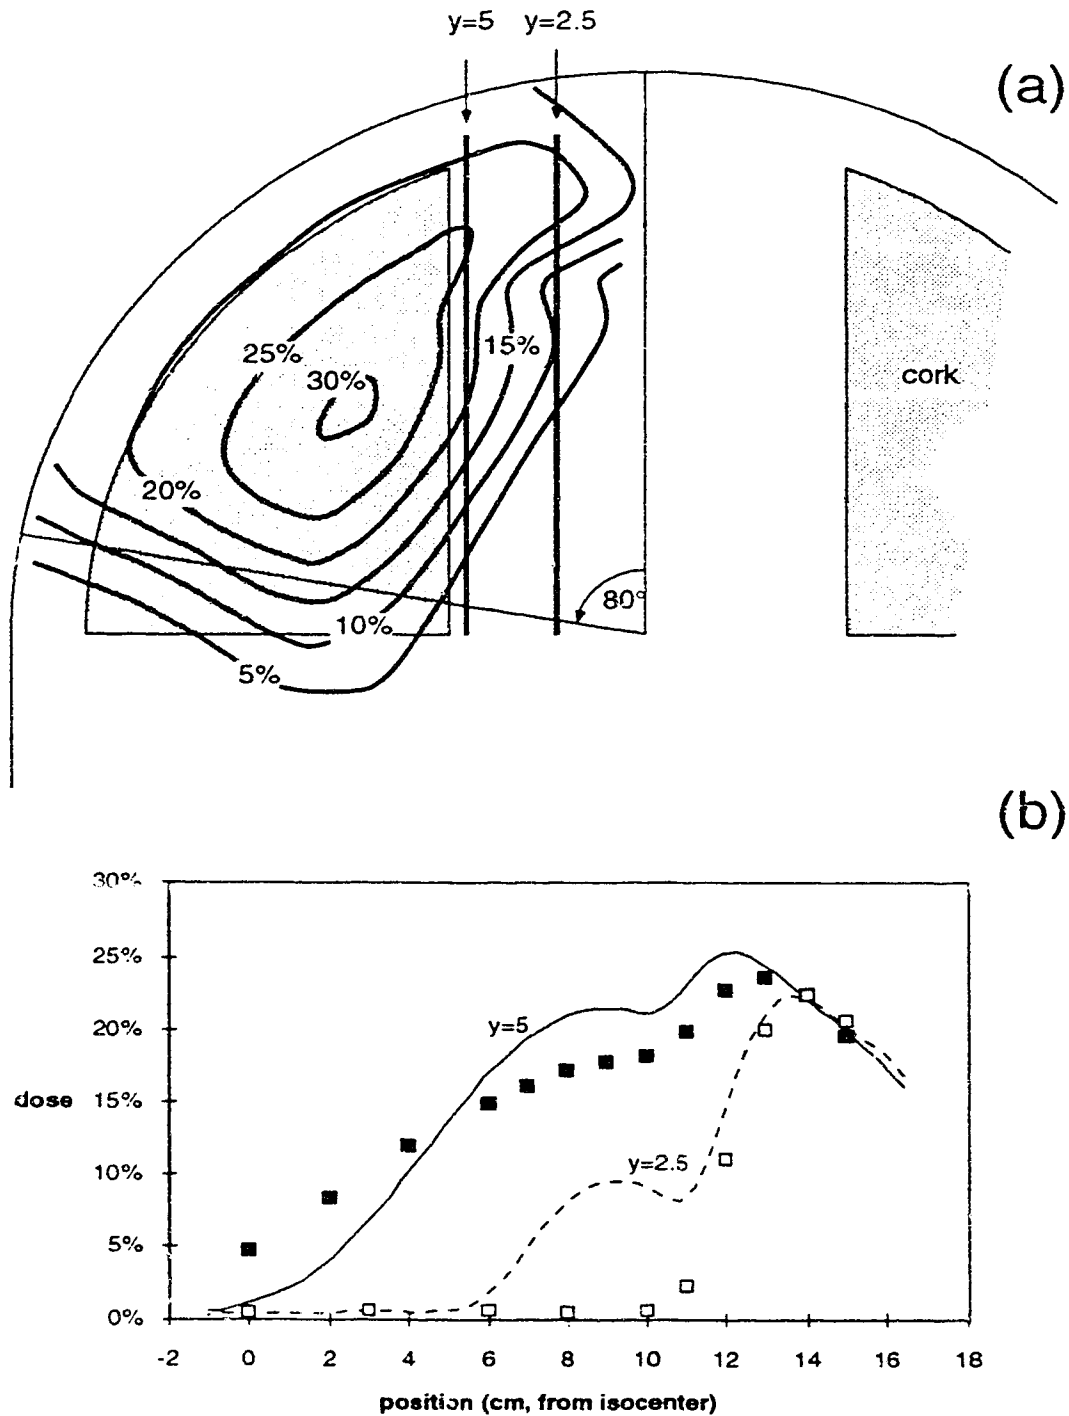 y=5 y=2.5
(a)
25%
30%
15%
cork
20%
80°
10%
5%
(b)
30%
25%
20%
15%
10%
5%
0%
dose
y=5
y=2.5
-2 0 2 4 6 8 10 12 14 16 18
position (cm, from isocenter)